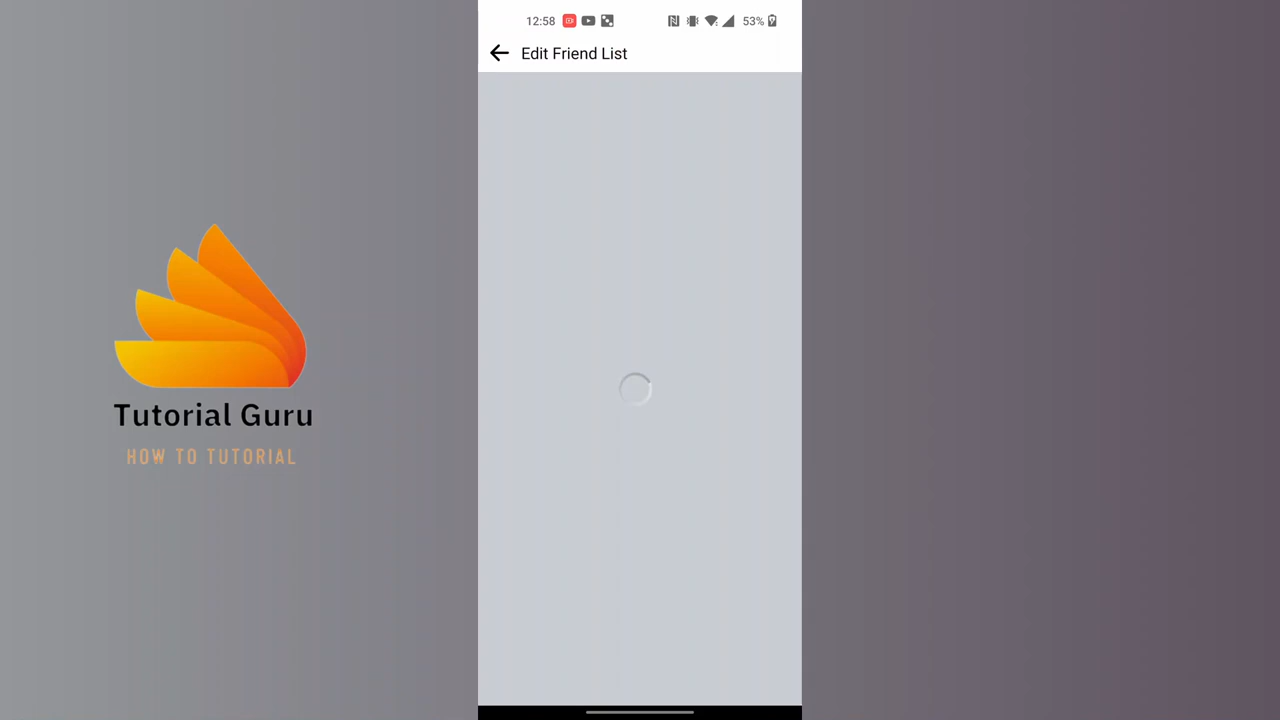 12:58
53%
Edit Friend List
Tutorial Guru
HOW TO TUTORIAL